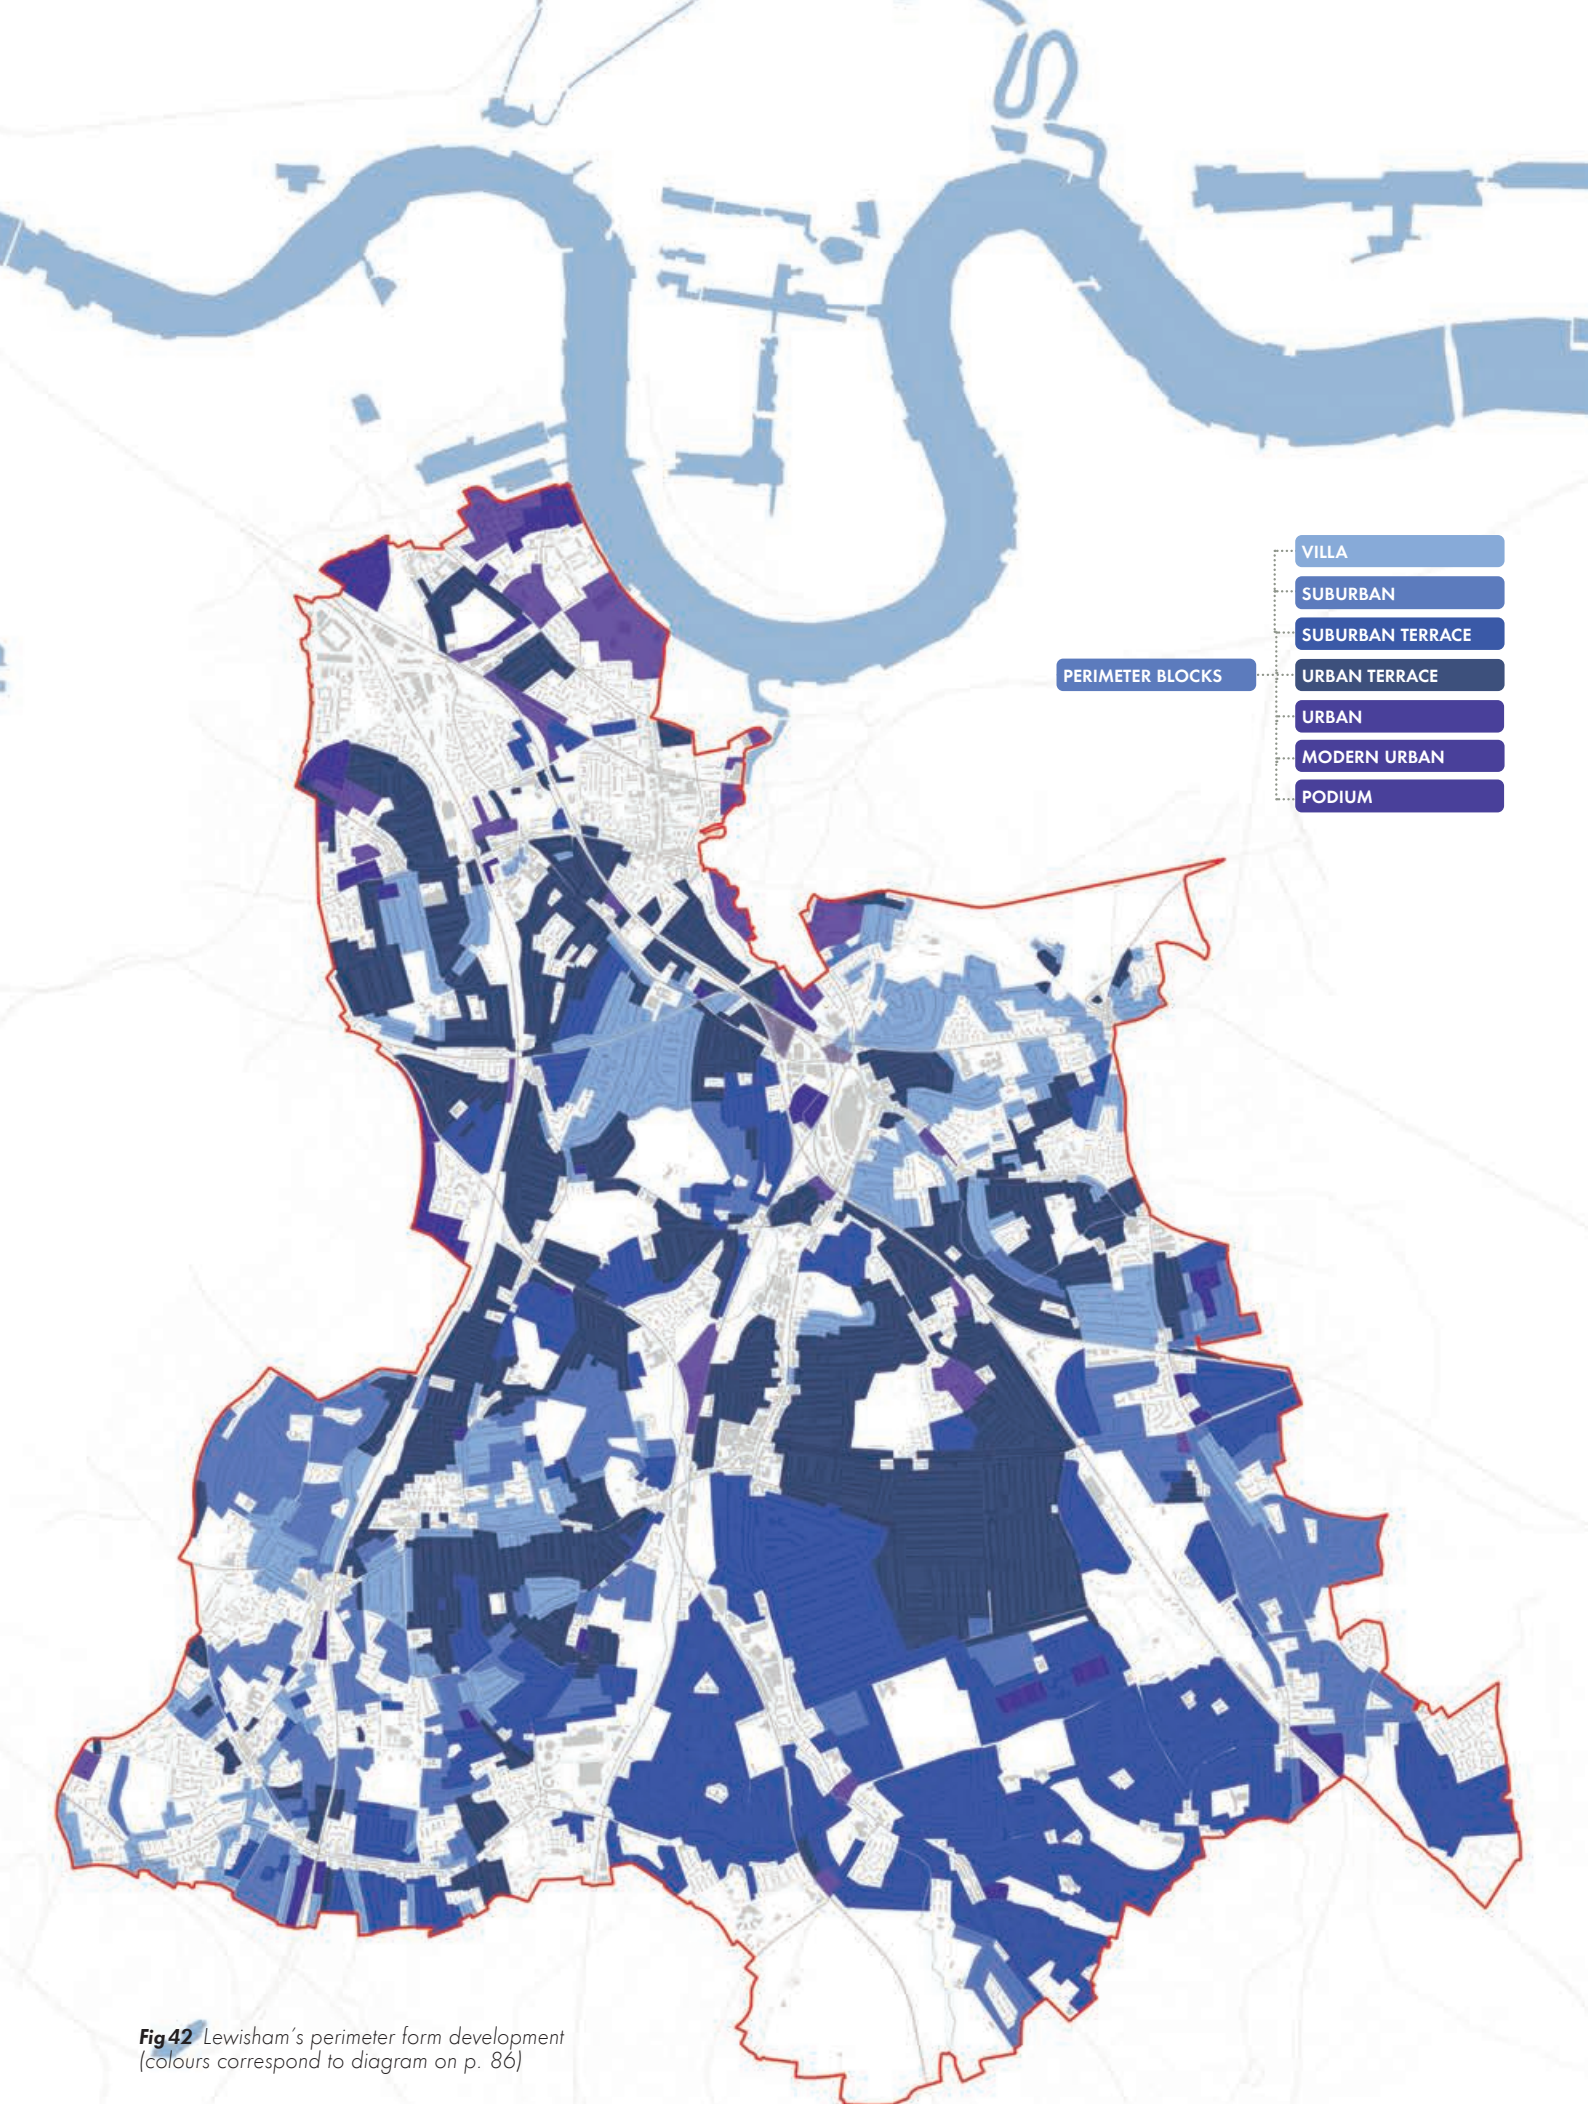 VILLA
SUBURBAN
SUBURBAN TERRACE
PERIMETER BLOCKS
URBAN TERRACE
URBAN
MODERN URBAN
PODIUM
Fig 42 Lewisham's perimeter form development
(colours correspond to diagram on p. 86)